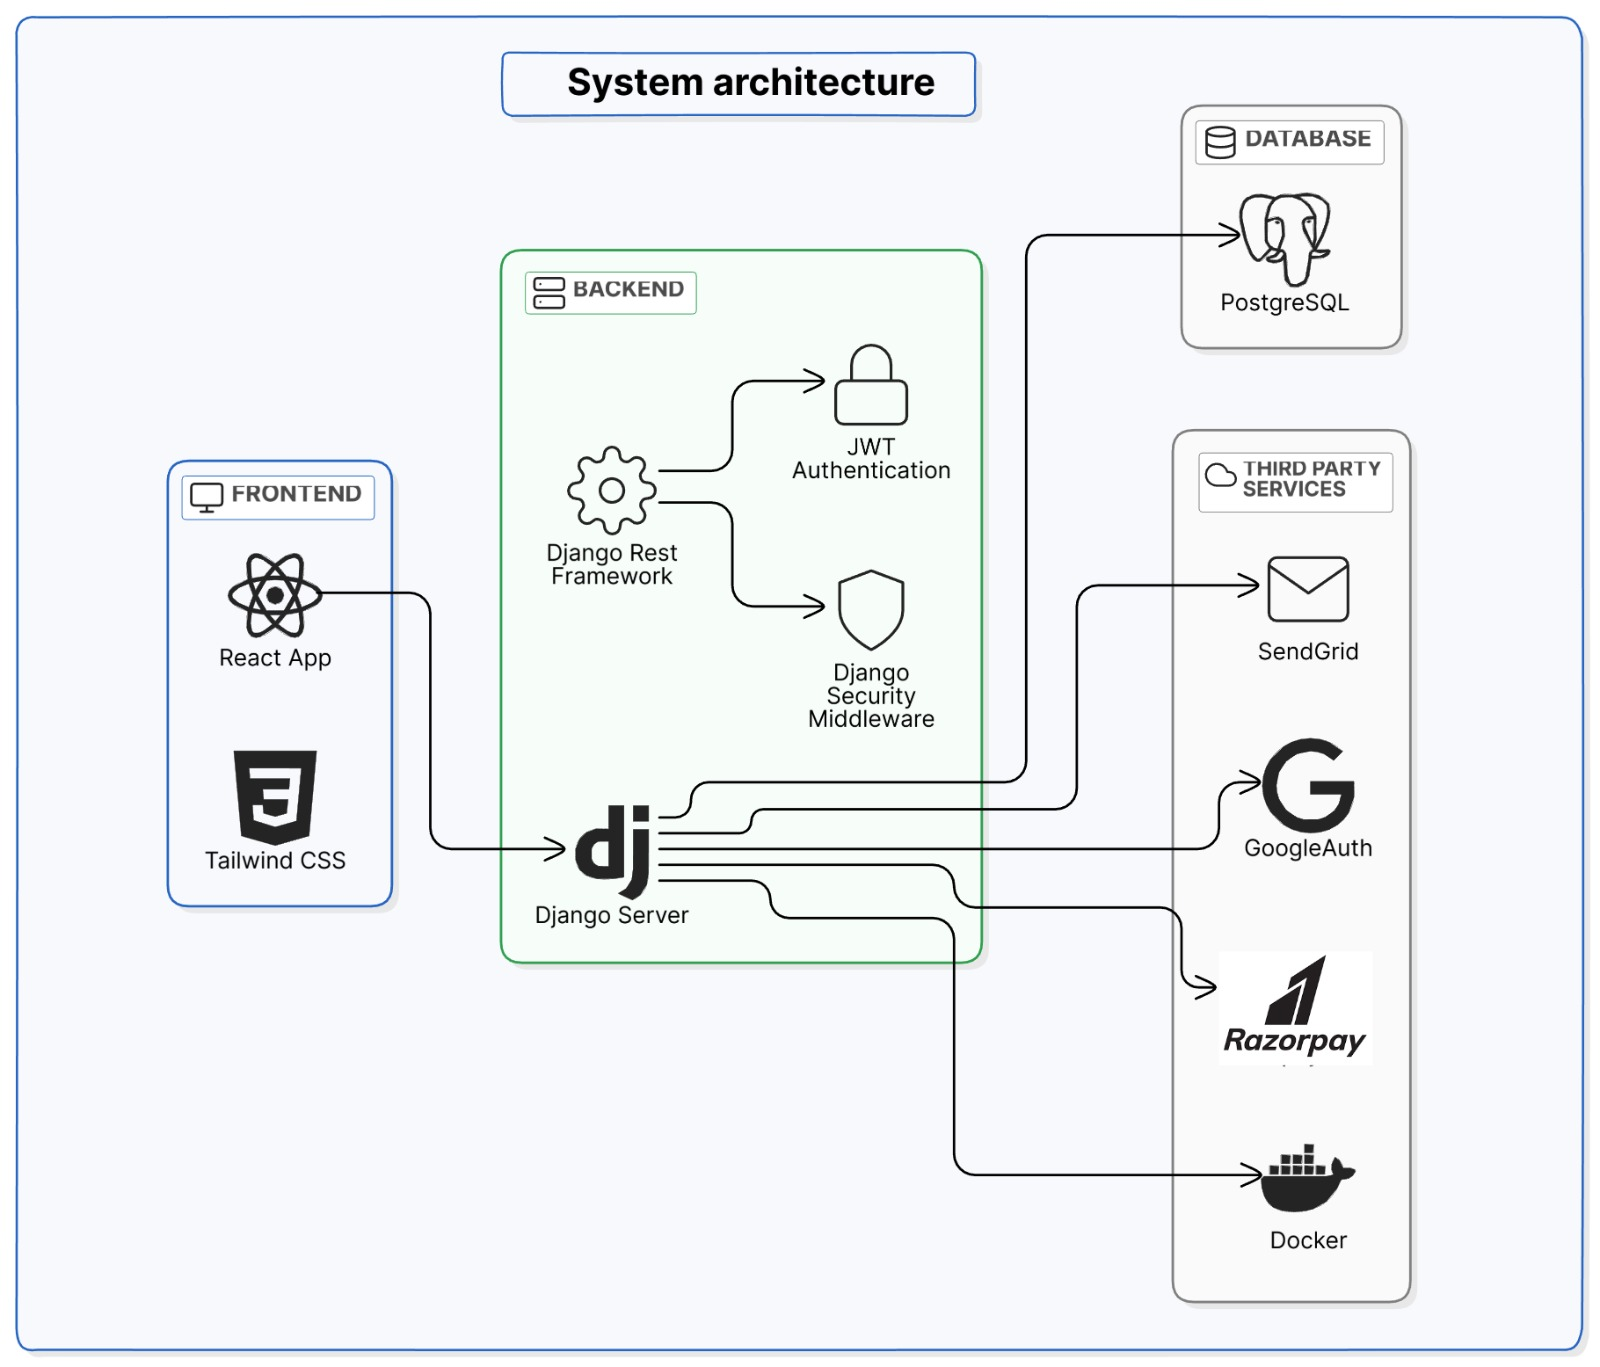 System architecture
DATABASE
PostgreSQL
BACKEND
JWT
Authentication
Django Rest
Framework
Django
Security
Middleware
dj
Django Server
FRONTEND
React App
Tailwind CSS
THIRD PARTY
SERVICES
SendGrid
GoogleAuth
Razorpay
Docker